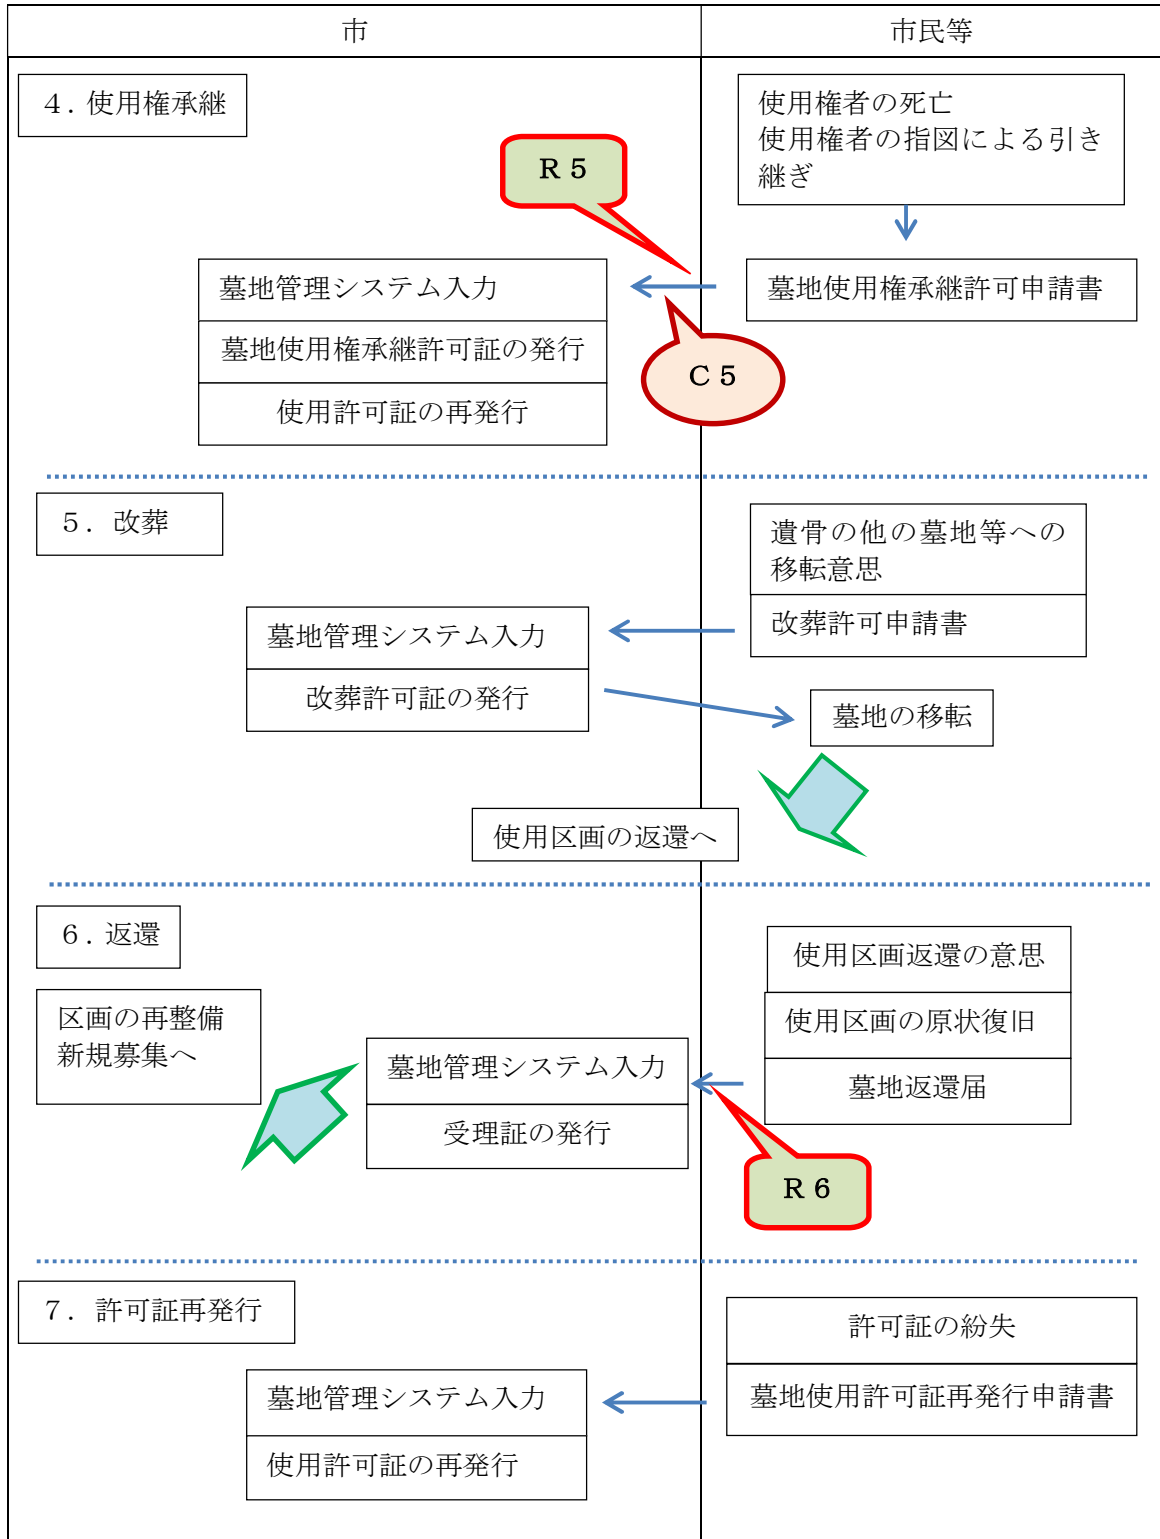 市
市民等
４. 使用権承継
使用権者の死亡
使用権者の指図による引き
継ぎ
Ｒ５
墓地管理システム入力
墓地使用権承継許可申請書
墓地使用権承継許可証の発行
Ｃ５
使用許可証の再発行
５. 改葬
遺骨の他の墓地等への
移転意思
墓地管理システム入力
改葬許可申請書
改葬許可証の発行
墓地の移転
使用区画の返還へ
６. 返還
使用区画返還の意思
区画の再整備
新規募集へ
使用区画の原状復旧
墓地管理システム入力
墓地返還届
受理証の発行
Ｒ６
７. 許可証再発行
許可証の紛失
墓地管理システム入力
墓地使用許可証再発行申請書
使用許可証の再発行